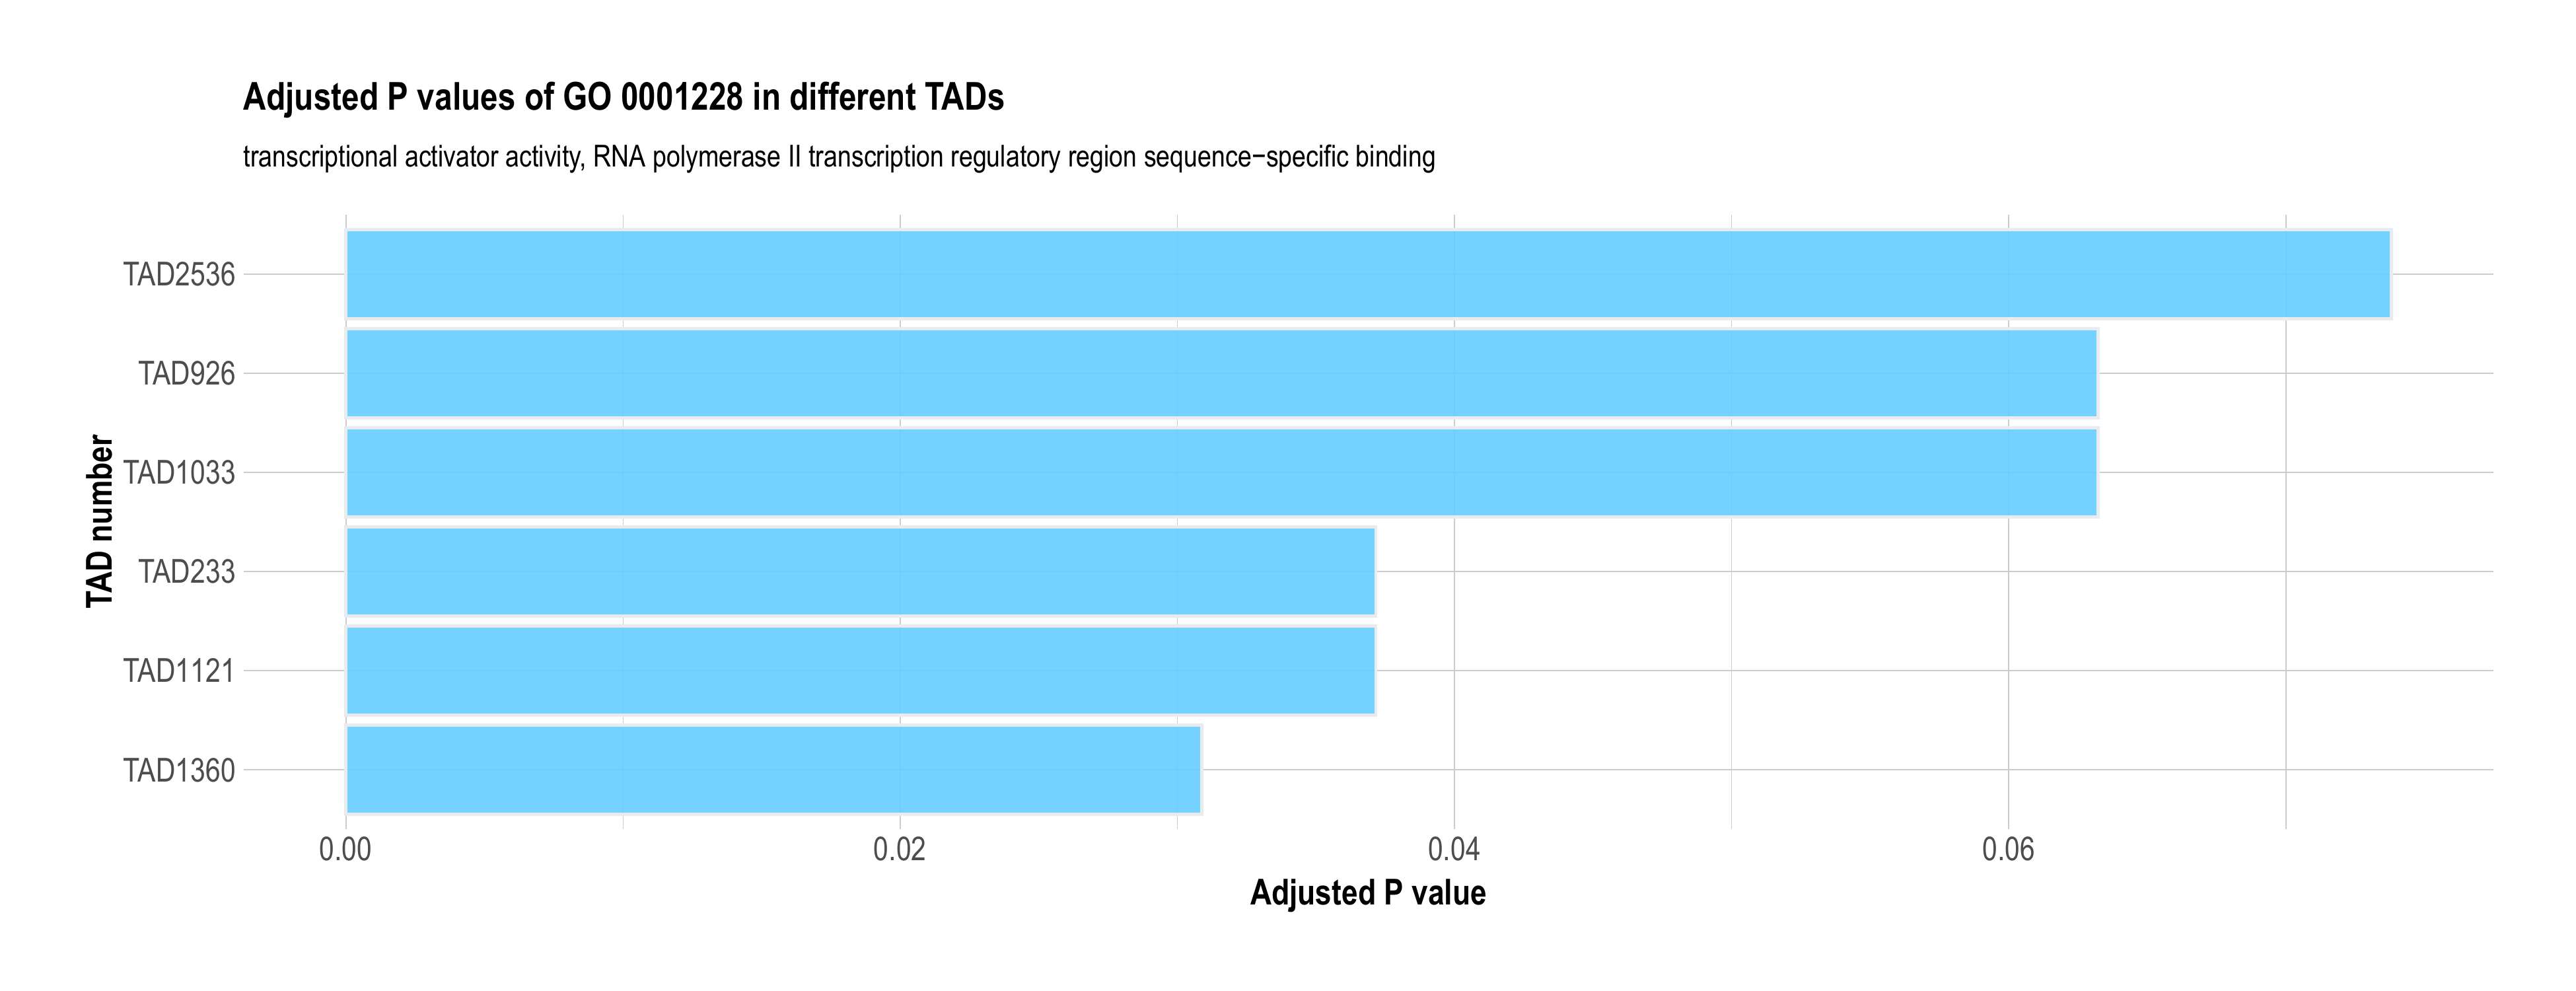 Adjusted P values of GO 0001228 in different TADs
transcriptional activator activity, RNA polymerase II transcription regulatory region sequence−specific binding
TAD number
TAD2536
TAD926
TAD1033
TAD233
TAD1121
TAD1360
0.00 0.02 0.04 0.06
Adjusted P value